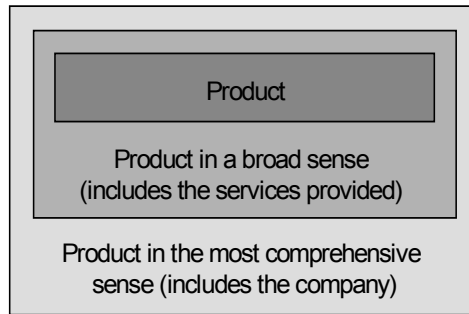 Product
Product in a broad sense
(includes the services provided)
Product in the most comprehensive
sense (includes the company)